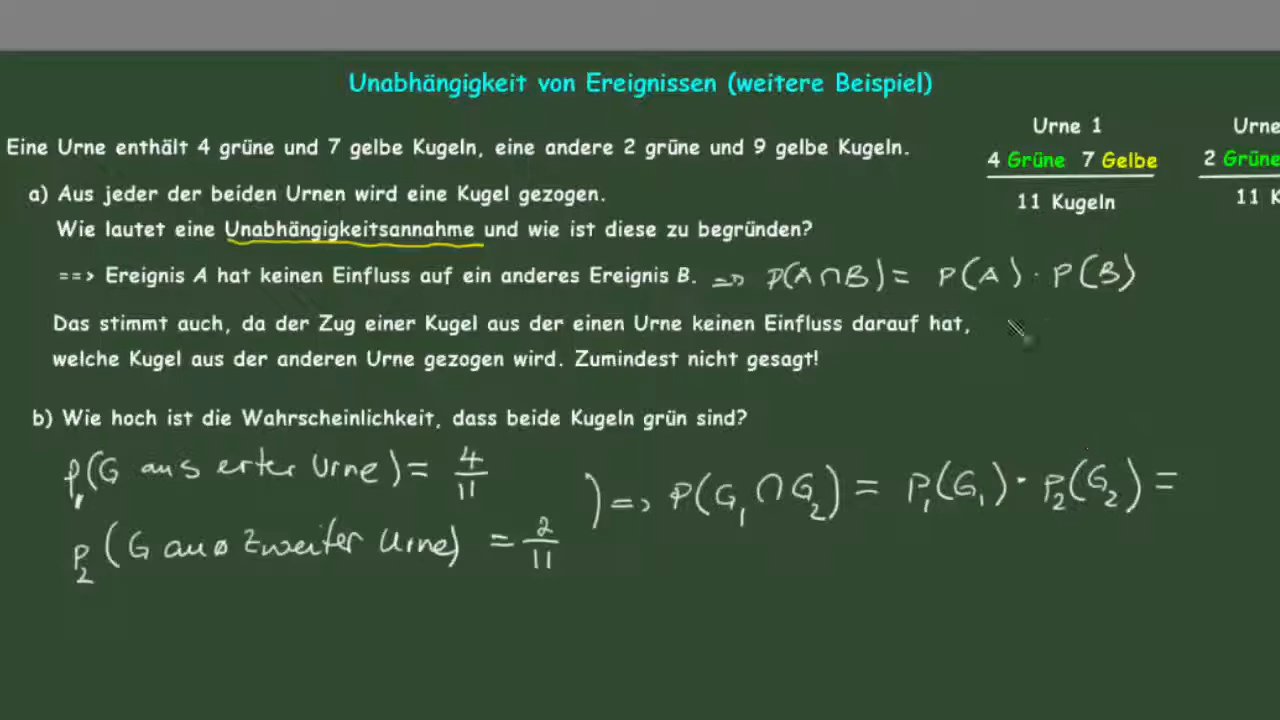 Unabhängigkeit von Ereignissen (weitere Beispiel)
Eine Urne enthält 4 grüne und 7 gelbe Kugeln, eine andere 2 grüne und 9 gelbe Kugeln.
Urne 1
4 Grüne 7 Gelbe
11 Kugeln
Urne
2 Grüne
11 K
a) Aus jeder der beiden Urnen wird eine Kugel gezogen.
Wie lautet eine Unabhängigkeitsannahme und wie ist diese zu begründen?
==> Ereignis A hat keinen Einfluss auf ein anderes Ereignis B. => P(A∩B) = P(A) · P(B)
Das stimmt auch, da der Zug einer Kugel aus der einen Urne keinen Einfluss darauf hat,
welche Kugel aus der anderen Urne gezogen wird. Zumindest nicht gesagt!
b) Wie hoch ist die Wahrscheinlichkeit, dass beide Kugeln grün sind?
P₁(G aus erter Urne) = 4/11
P₂(G aus zweiter Urne) = 2/11
) => P(G₁ ∩ G₂) = P₁(G₁) · P₂(G₂) =